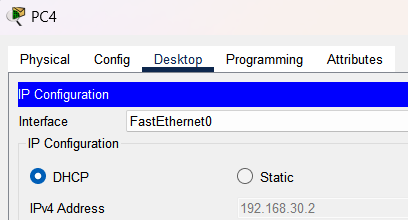 PC4
Physical Config Desktop Programming Attributes
IP Configuration
Interface FastEthernet0
IP Configuration
DHCP Static
IPv4 Address 192.168.30.2